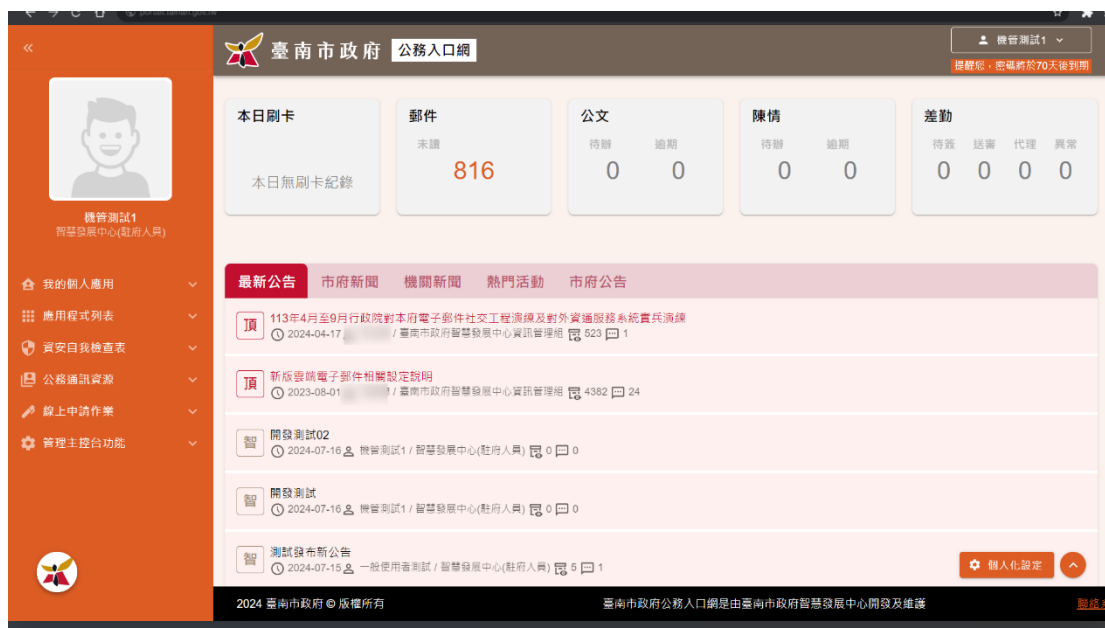 portal.tainan.gov.tw
臺南市政府 公務入口網
機管測試1
提醒您，密碼將於70天後到期
機管測試1
智慧發展中心(駐府人員)
我的個人應用
應用程式列表
資安自我檢查表
公務通訊資源
線上申請作業
管理主控台功能
本日刷卡
本日無刷卡紀錄
郵件
未讀
816
公文
待辦 逾期
0 0
陳情
待辦 逾期
0 0
差勤
待簽 送審 代理 異常
0 0 0 0
最新公告 市府新聞 機關新聞 熱門活動 市府公告
頂 113年4月至9月行政院對本府電子郵件社交工程演練及對外資通服務系統實兵演練
2024-04-17 / 臺南市政府智慧發展中心資訊管理組 523 1
頂 新版雲端電子郵件相關設定說明
2023-08-01 / 臺南市政府智慧發展中心資訊管理組 4382 24
智 開發測試02
2024-07-16 機管測試1 / 智慧發展中心(駐府人員) 0 0
智 開發測試
2024-07-16 機管測試1 / 智慧發展中心(駐府人員) 0 0
智 測試發布新公告
2024-07-15 一般使用者測試 / 智慧發展中心(駐府人員) 5 1
個人化設定
2024 臺南市政府 © 版權所有
臺南市政府公務入口網是由臺南市政府智慧發展中心開發及維護
聯絡